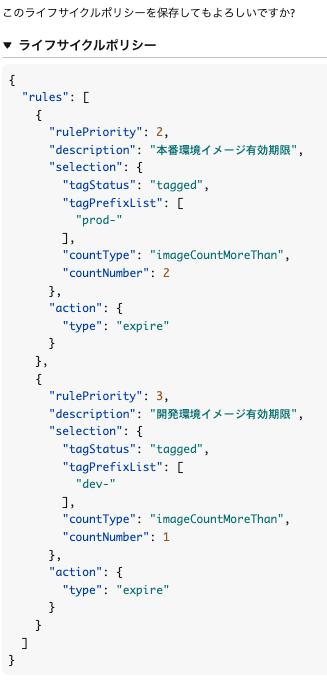 このライフサイクルポリシーを保存してもよろしいですか?
▼ ライフサイクルポリシー
{
  "rules": [
    {
      "rulePriority": 2,
      "description": "本番環境イメージ有効期限",
      "selection": {
        "tagStatus": "tagged",
        "tagPrefixList": [
          "prod-"
        ],
        "countType": "imageCountMoreThan",
        "countNumber": 2
      },
      "action": {
        "type": "expire"
      }
    },
    {
      "rulePriority": 3,
      "description": "開発環境イメージ有効期限",
      "selection": {
        "tagStatus": "tagged",
        "tagPrefixList": [
          "dev-"
        ],
        "countType": "imageCountMoreThan",
        "countNumber": 1
      },
      "action": {
        "type": "expire"
      }
    }
  ]
}